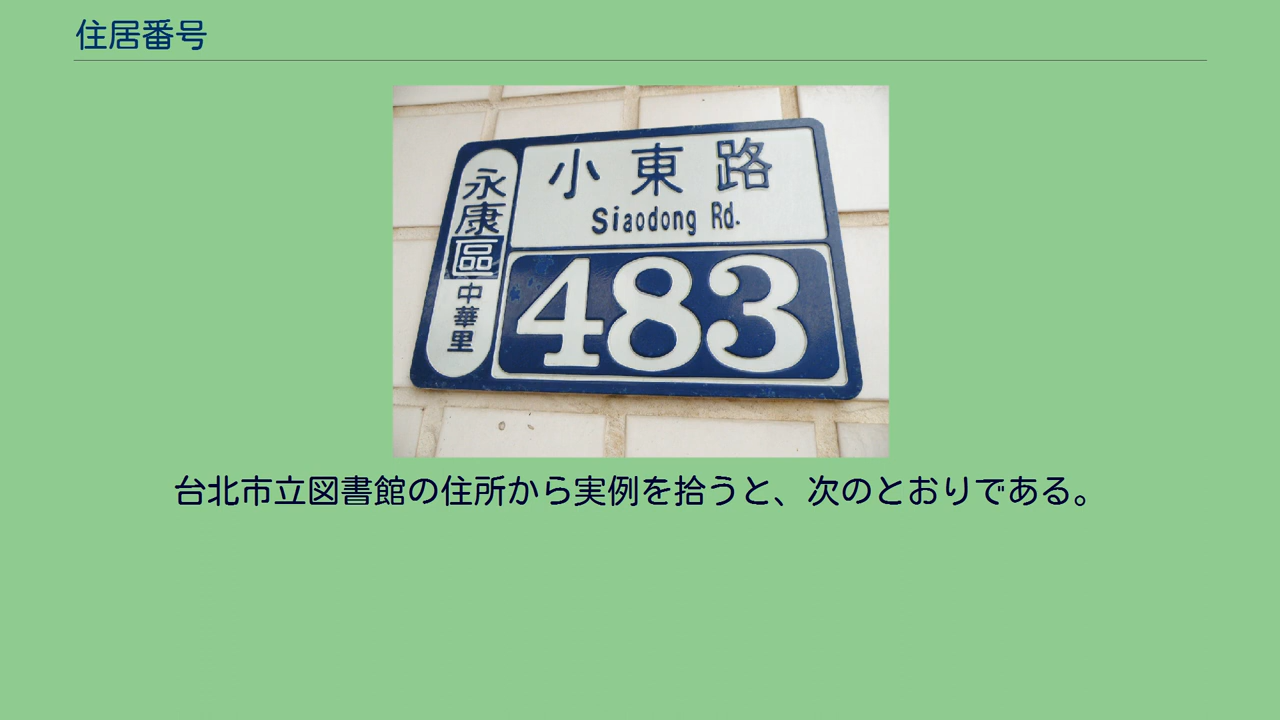 住居番号
永康區中華里
小東路
Siaodong Rd.
483
台北市立図書館の住所から実例を拾うと、次のとおりである。